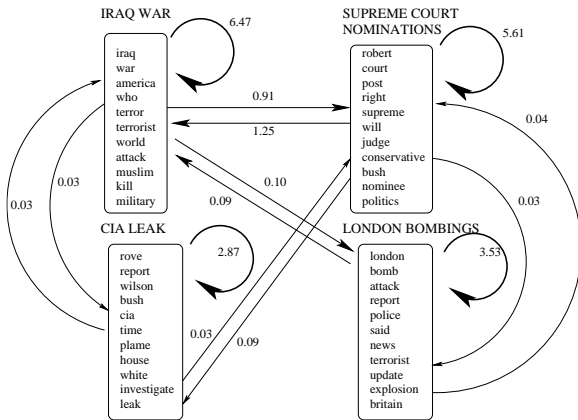 IRAQ WAR
6.47
iraq
war
america
who
terror
terrorist
world
attack
muslim
kill
military
SUPREME COURT
NOMINATIONS
5.61
robert
court
post
right
supreme
will
judge
conservative
bush
nominee
politics
0.91
1.25
0.04
0.03
0.03
0.10
0.09
0.03
CIA LEAK
2.87
rove
report
wilson
bush
cia
time
plame
house
white
investigate
leak
0.03
0.09
LONDON BOMBINGS
3.53
london
bomb
attack
report
police
said
news
terrorist
update
explosion
britain